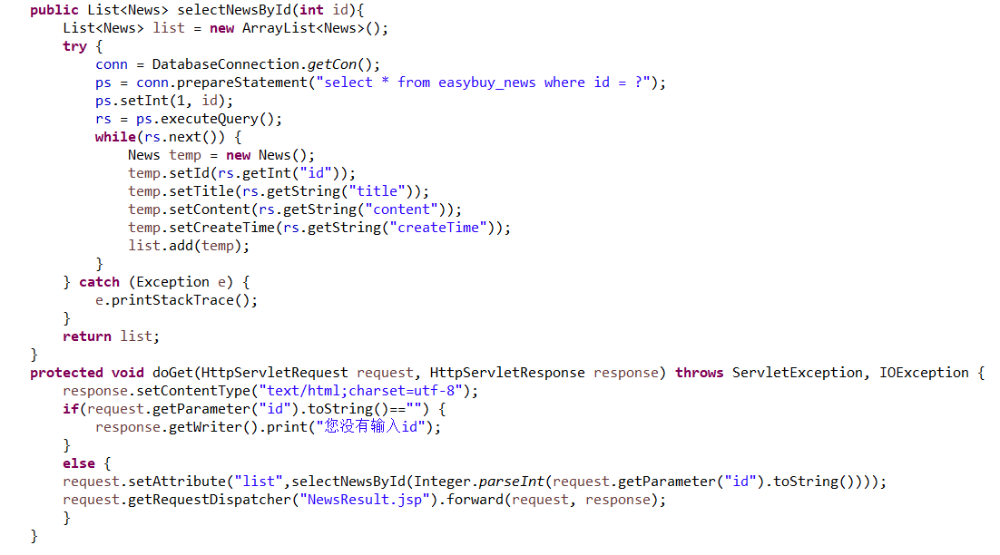 public List<News> selectNewsById(int id){
    List<News> list = new ArrayList<News>();
    try {
        conn = DatabaseConnection.getCon();
        ps = conn.prepareStatement("select * from easybuy_news where id = ?");
        ps.setInt(1, id);
        rs = ps.executeQuery();
        while(rs.next()) {
            News temp = new News();
            temp.setId(rs.getInt("id"));
            temp.setTitle(rs.getString("title"));
            temp.setContent(rs.getString("content"));
            temp.setCreateTime(rs.getString("createTime"));
            list.add(temp);
        }
    } catch (Exception e) {
        e.printStackTrace();
    }
    return list;
}
protected void doGet(HttpServletRequest request, HttpServletResponse response) throws ServletException, IOException {
    response.setContentType("text/html;charset=utf-8");
    if(request.getParameter("id").toString()=="") {
        response.getWriter().print("您没有输入id");
    }
    else {
    request.setAttribute("list",selectNewsById(Integer.parseInt(request.getParameter("id").toString())));
    request.getRequestDispatcher("NewsResult.jsp").forward(request, response);
    }
}